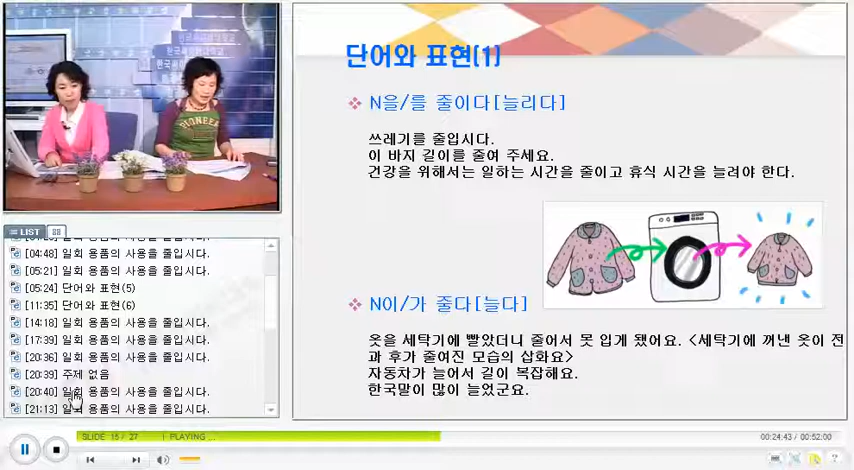 단어와 표현(1)
N을/를 줄이다[늘리다]
쓰레기를 줄입시다.
이 바지 길이를 줄여 주세요.
건강을 위해서는 일하는 시간을 줄이고 휴식 시간을 늘려야 한다.
N이/가 줄다[늘다]
옷을 세탁기에 빨았더니 줄어서 못 입게 됐어요. <세탁기에 꺼낸 옷이 전
과 후가 줄여진 모습의 삽화요>
자동차가 늘어서 길이 복잡해요.
한국말이 많이 늘었군요.
PIONEER
LIST
일회 용품의 사용을 줄입시다.
[04:48] 일회 용품의 사용을 줄입시다.
[05:21] 일회 용품의 사용을 줄입시다.
[05:24] 단어와 표현(5)
[11:35] 단어와 표현(6)
[14:18] 일회 용품의 사용을 줄입시다.
[17:39] 일회 용품의 사용을 줄입시다.
[20:36] 일회 용품의 사용을 줄입시다.
[20:39] 주제 없음
[20:40] 일회 용품의 사용을 줄입시다.
[21:13] 일회 용품의 사용을 줄입시다.
SLIDE 15 / 27 | PLAYING ...
00:24:43 / 00:52:00